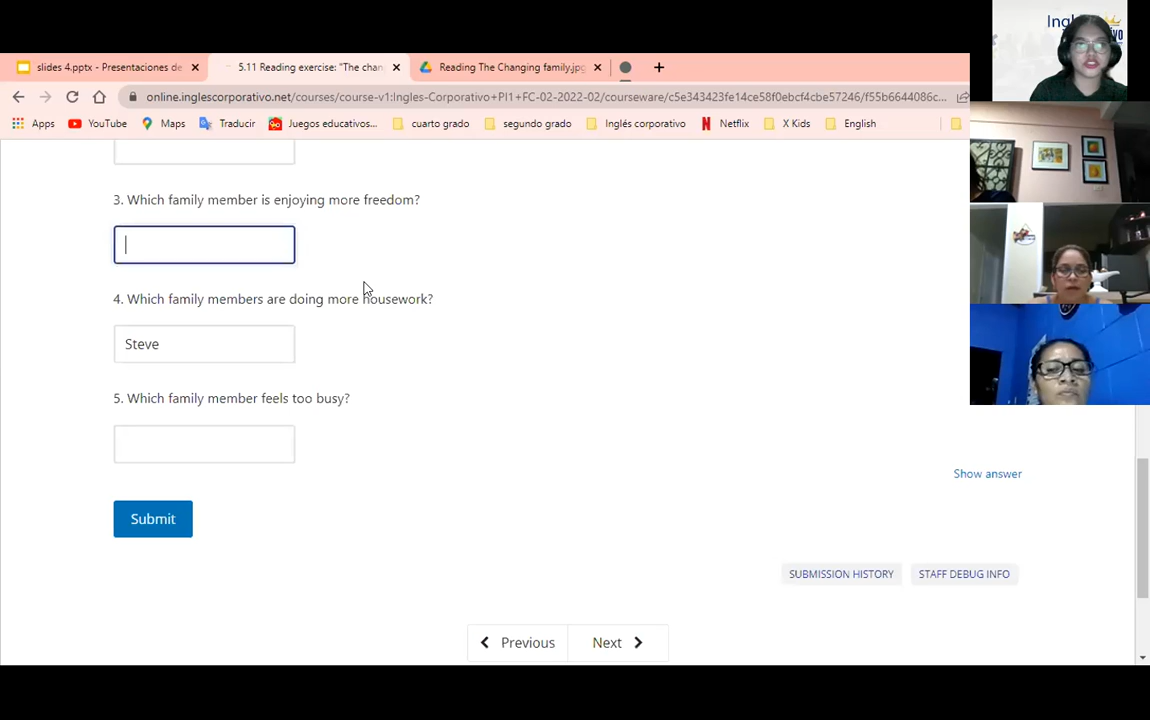 slides 4.pptx - Presentaciones de
5.11 Reading exercise: "The chan
Reading The Changing family.jpg
online.inglescorporativo.net/courses/course-v1:Ingles-Corporativo+PI1+FC-02-2022-02/courseware/c5e343423fe14ce58f0ebcf4cbe57246/f55b6644086c...
Apps
YouTube
Maps
Traducir
Juegos educativos...
cuarto grado
segundo grado
Inglés corporativo
Netflix
X Kids
English
3. Which family member is enjoying more freedom?
4. Which family members are doing more housework?
Steve
5. Which family member feels too busy?
Show answer
Submit
SUBMISSION HISTORY
STAFF DEBUG INFO
Previous
Next